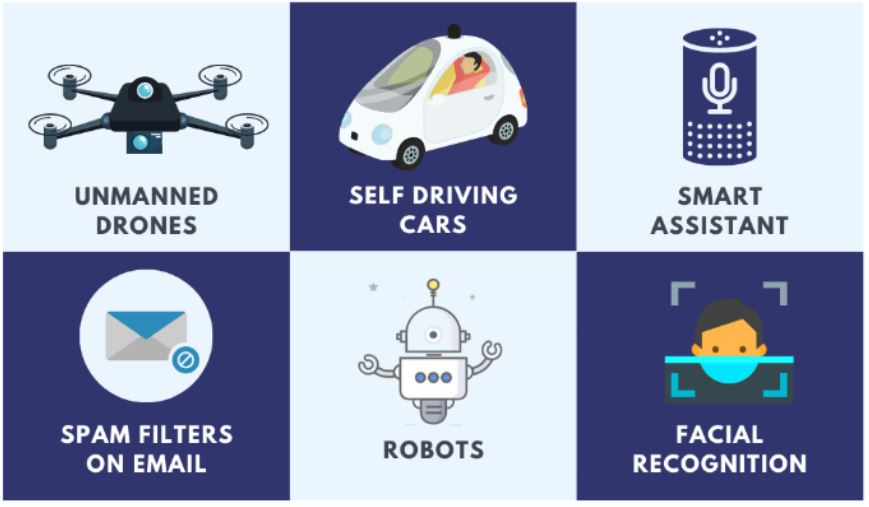 UNMANNED
DRONES
SELF DRIVING
CARS
SMART
ASSISTANT
SPAM FILTERS
ON EMAIL
ROBOTS
FACIAL
RECOGNITION